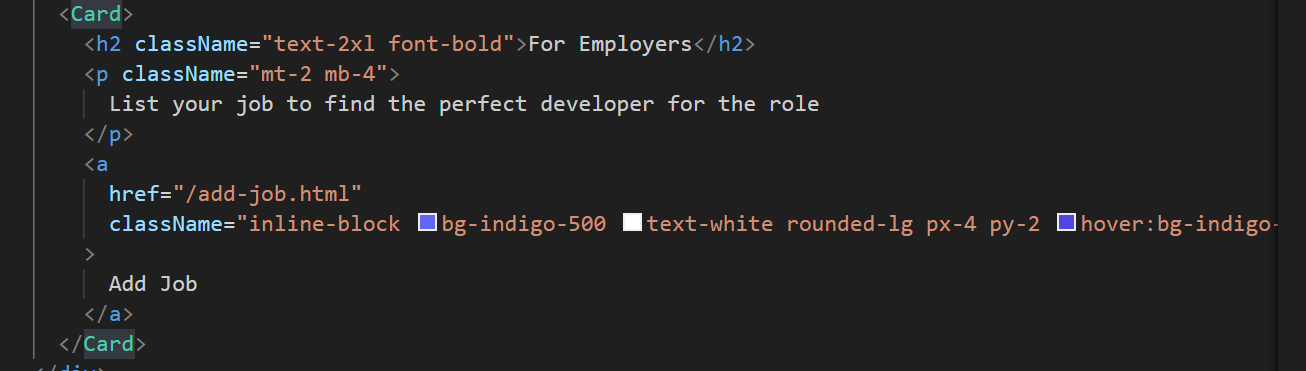 <Card>
<h2 className="text-2xl font-bold">For Employers</h2>
<p className="mt-2 mb-4">
List your job to find the perfect developer for the role
</p>
<a
href="/add-job.html"
className="inline-block bg-indigo-500 text-white rounded-lg px-4 py-2 hover:bg-indigo-
>
Add Job
</a>
</Card>
</div>